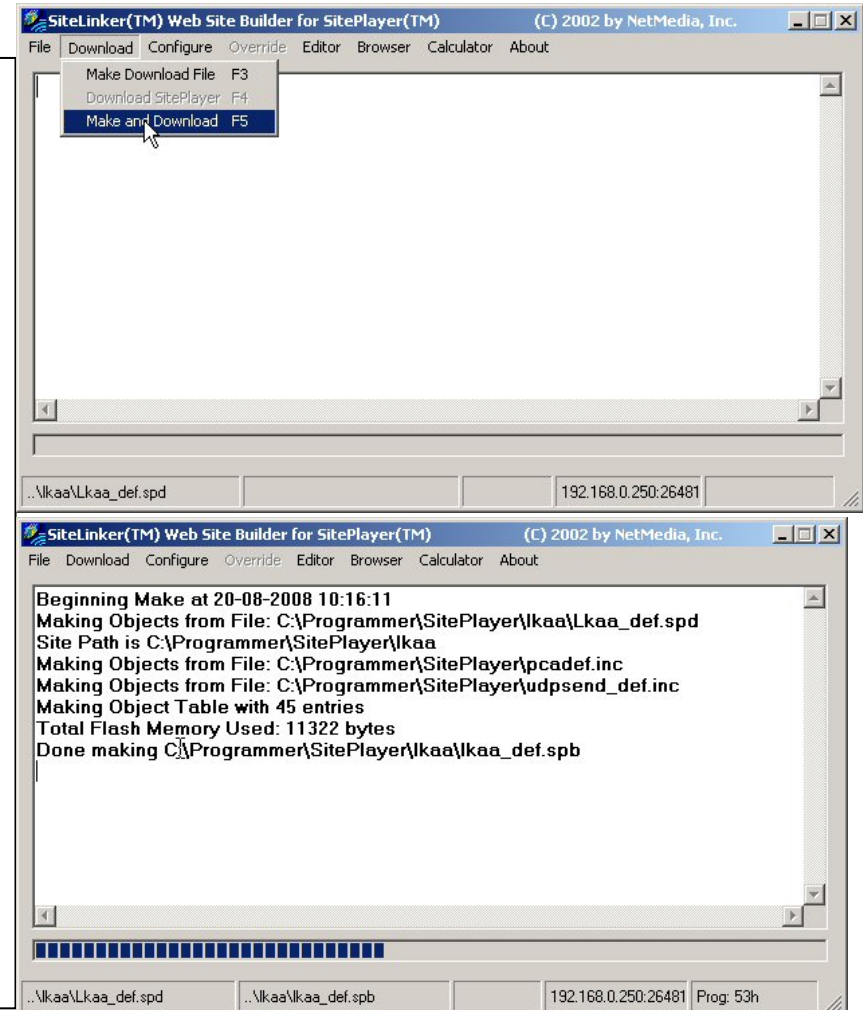 SiteLinker(TM) Web Site Builder for SitePlayer(TM) (C) 2002 by NetMedia, Inc.
File Download Configure Override Editor Browser Calculator About
Make Download File F3
Download SitePlayer F4
Make and Download F5
..\lkaa\Lkaa_def.spd 192.168.0.250:26481
SiteLinker(TM) Web Site Builder for SitePlayer(TM) (C) 2002 by NetMedia, Inc.
File Download Configure Override Editor Browser Calculator About
Beginning Make at 20-08-2008 10:16:11
Making Objects from File: C:\Programmer\SitePlayer\lkaa\Lkaa_def.spd
Site Path is C:\Programmer\SitePlayer\lkaa
Making Objects from File: C:\Programmer\SitePlayer\pcadef.inc
Making Objects from File: C:\Programmer\SitePlayer\udpsend_def.inc
Making Object Table with 45 entries
Total Flash Memory Used: 11322 bytes
Done making C:\Programmer\SitePlayer\lkaa\lkaa_def.spb
..\lkaa\Lkaa_def.spd ..\lkaa\lkaa_def.spb 192.168.0.250:26481 Prog: 53h